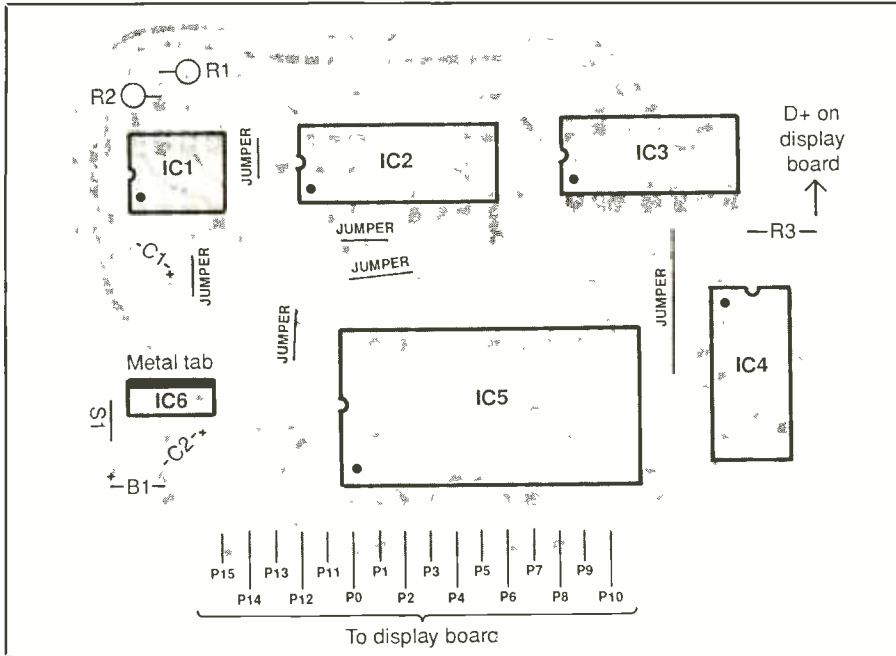 R1
R2
D+ on
display
board
IC1
JUMPER
IC2
IC3
R3
JUMPER
JUMPER
-C1-+
JUMPER
JUMPER
JUMPER
IC4
Metal tab
IC6
IC5
S1
-C2-+
+
B1
P15 P13 P11 P1 P3 P5 P7 P9
P14 P12 P0 P2 P4 P6 P8 P10
To display board